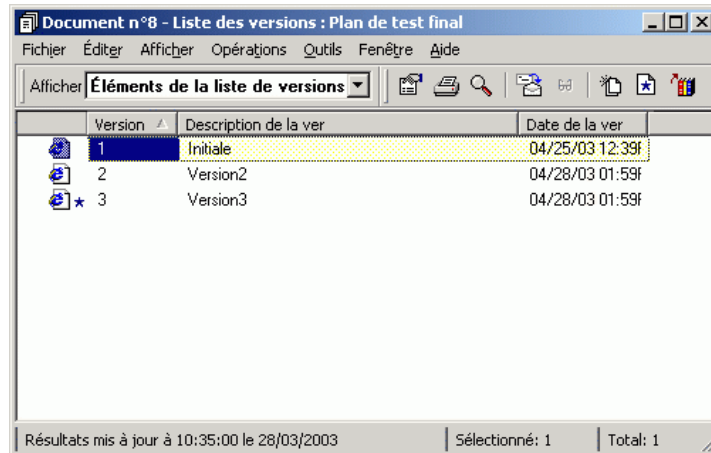 Document n°8 - Liste des versions : Plan de test final
Fichier Éditer Afficher Opérations Outils Fenêtre Aide
Afficher Éléments de la liste de versions
Version Description de la ver Date de la ver
1 Initiale 04/25/03 12:39F
2 Version2 04/28/03 01:59F
3 Version3 04/28/03 01:59F
Résultats mis à jour à 10:35:00 le 28/03/2003 Sélectionné: 1 Total: 1